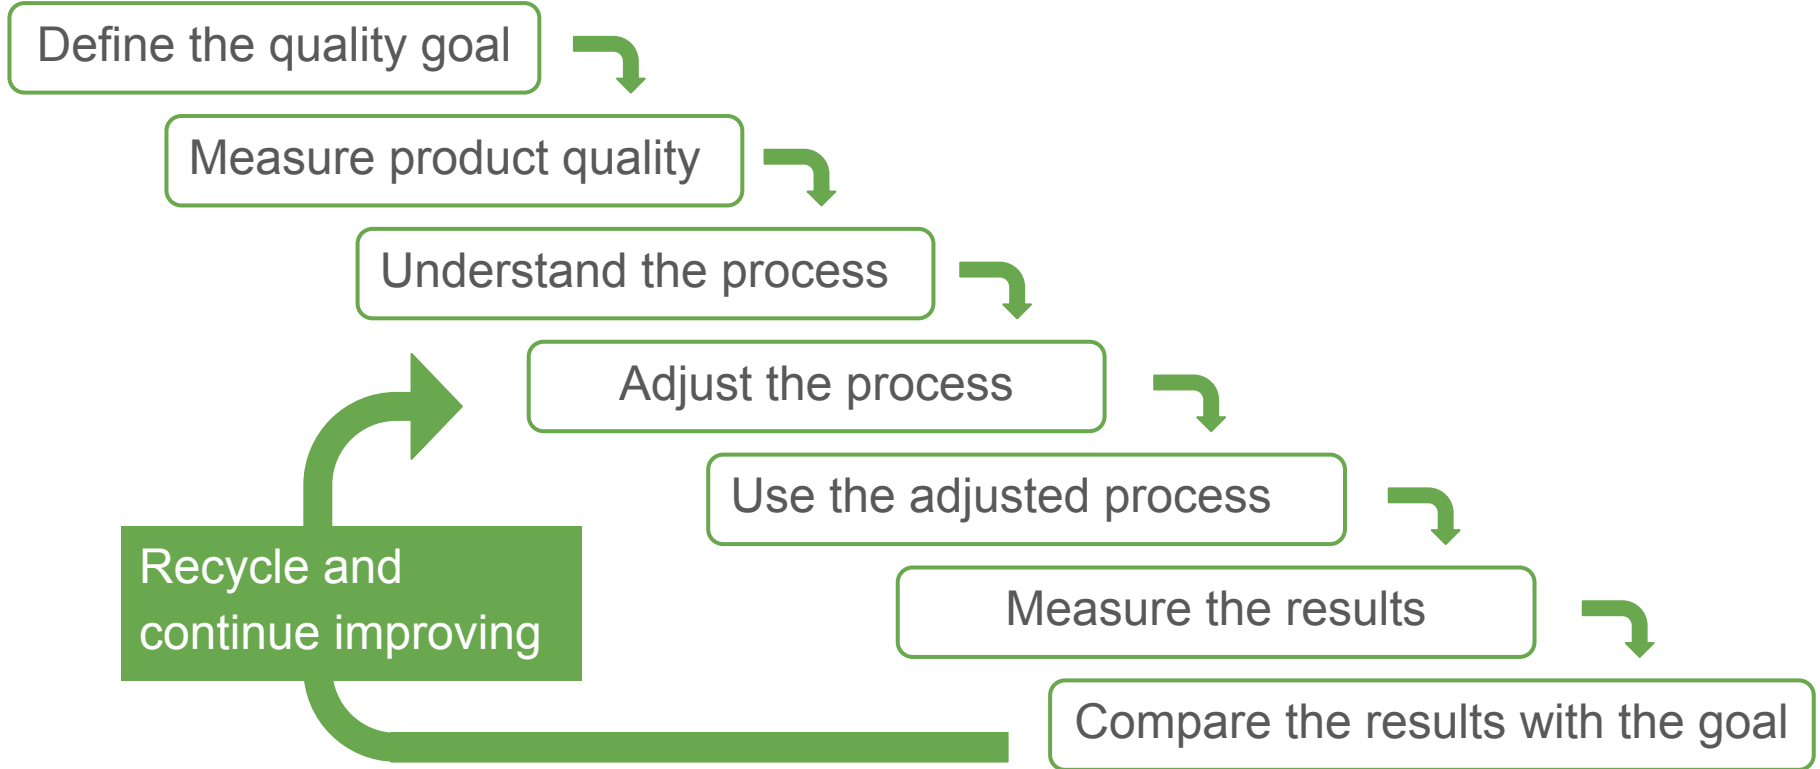 Define the quality goal
Measure product quality
Understand the process
Adjust the process
Use the adjusted process
Recycle and
continue improving
Measure the results
Compare the results with the goal